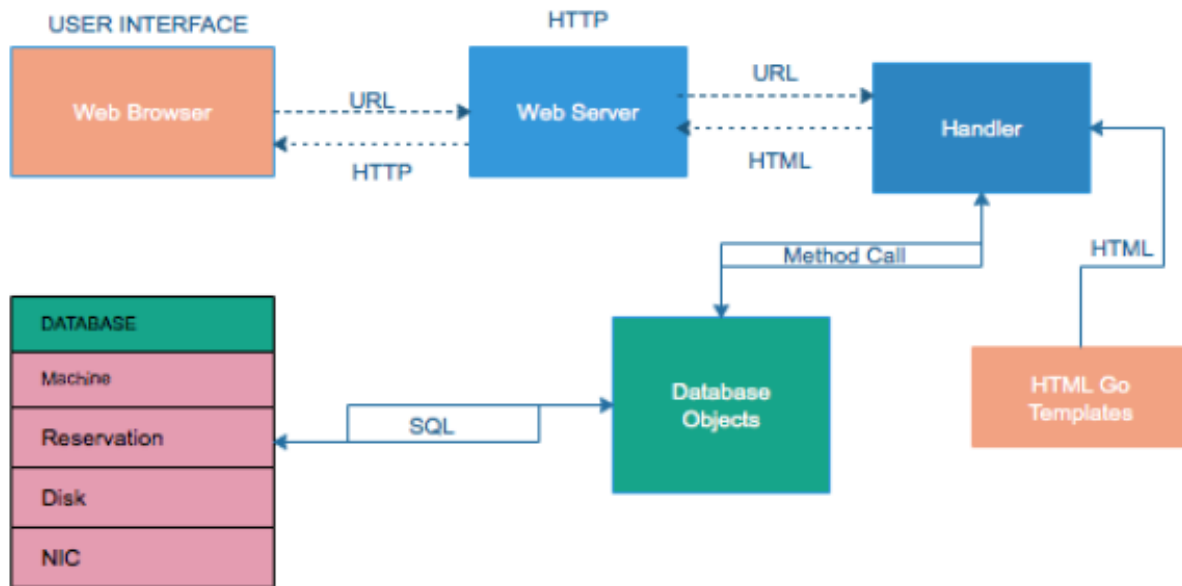 USER INTERFACE
HTTP
Web Browser
URL
HTTP
Web Server
URL
HTML
Handler
Method Call
HTML
DATABASE
Machine
Reservation
Disk
NIC
SQL
Database
Objects
HTML Go
Templates